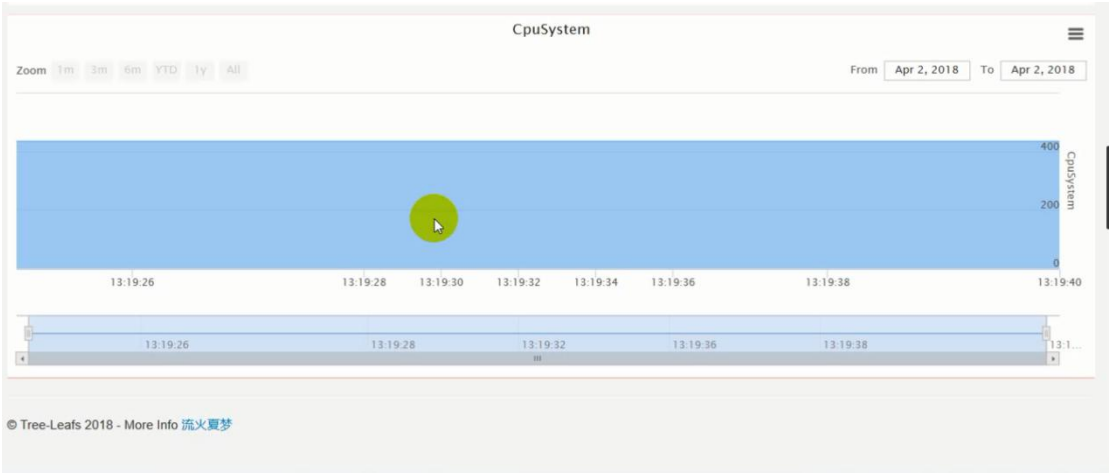 CpuSystem
Zoom 1m 3m 6m YTD 1y All From Apr 2, 2018 To Apr 2, 2018
400
CpuSystem
200
0
13:19:26 13:19:28 13:19:30 13:19:32 13:19:34 13:19:36 13:19:38 13:19:40
13:19:26 13:19:28 13:19:32 13:19:36 13:19:38 13:1...
© Tree-Leafs 2018 - More Info 流火夏梦